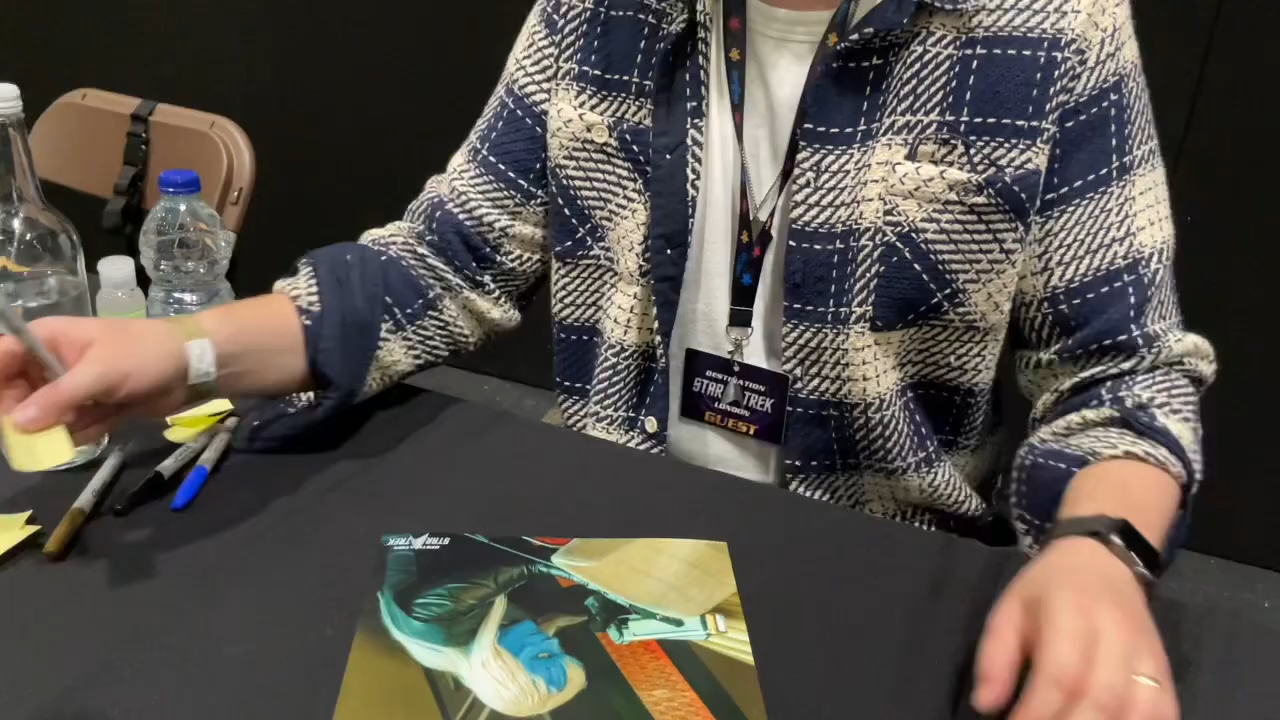 DESTINATION
STAR TREK
LONDON
GUEST
STAR TREK